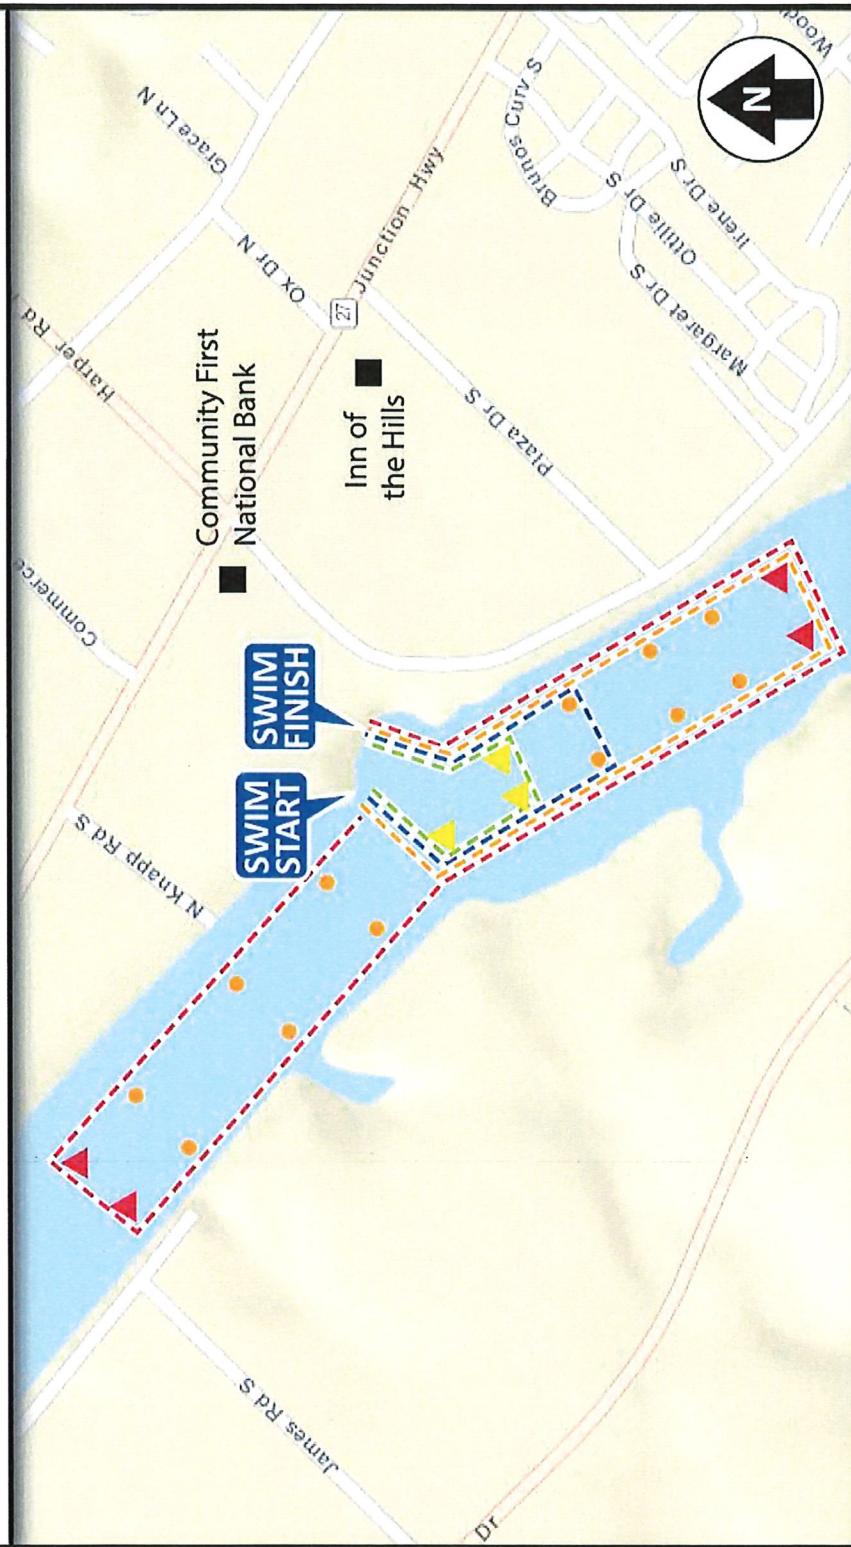 Grace Ln N
Wood
N
Brunos Curv S
Ox Dr N
27
Junction Hwy
Ottilie Dr S
Irene Dr S
Margaret Dr S
Harper Rd
Community First
National Bank
Inn of
the Hills
Plaza Dr S
Commerce
SWIM
FINISH
SWIM
START
N Knapp Rd S
James Rd S
Dr